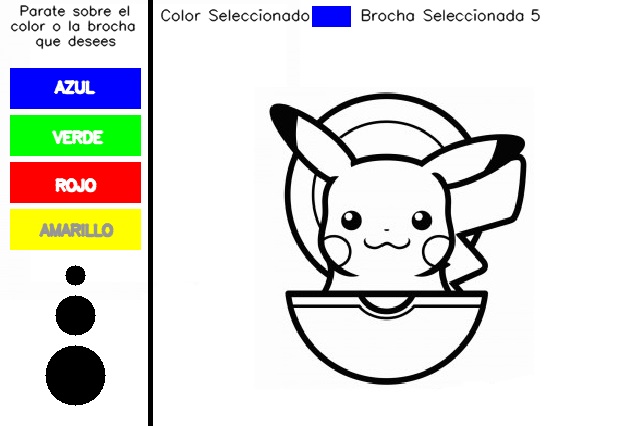 Parate sobre el
color o la brocha
que desees
Color Seleccionado
Brocha Seleccionada 5
AZUL
VERDE
ROJO
AMARILLO